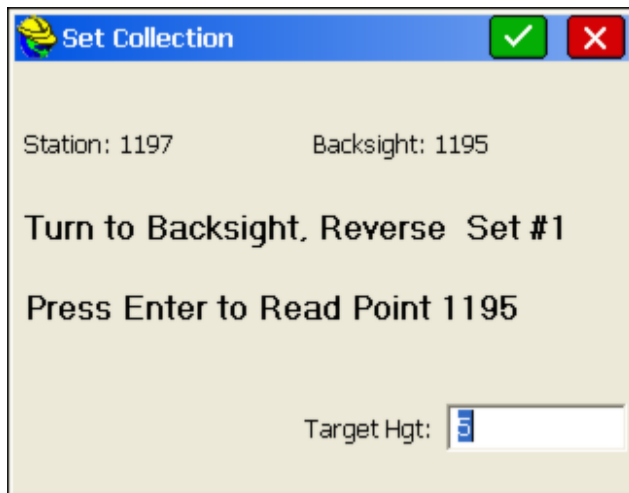 Set Collection
Station: 1197 Backsight: 1195
Turn to Backsight, Reverse Set #1
Press Enter to Read Point 1195
Target Hgt: 5